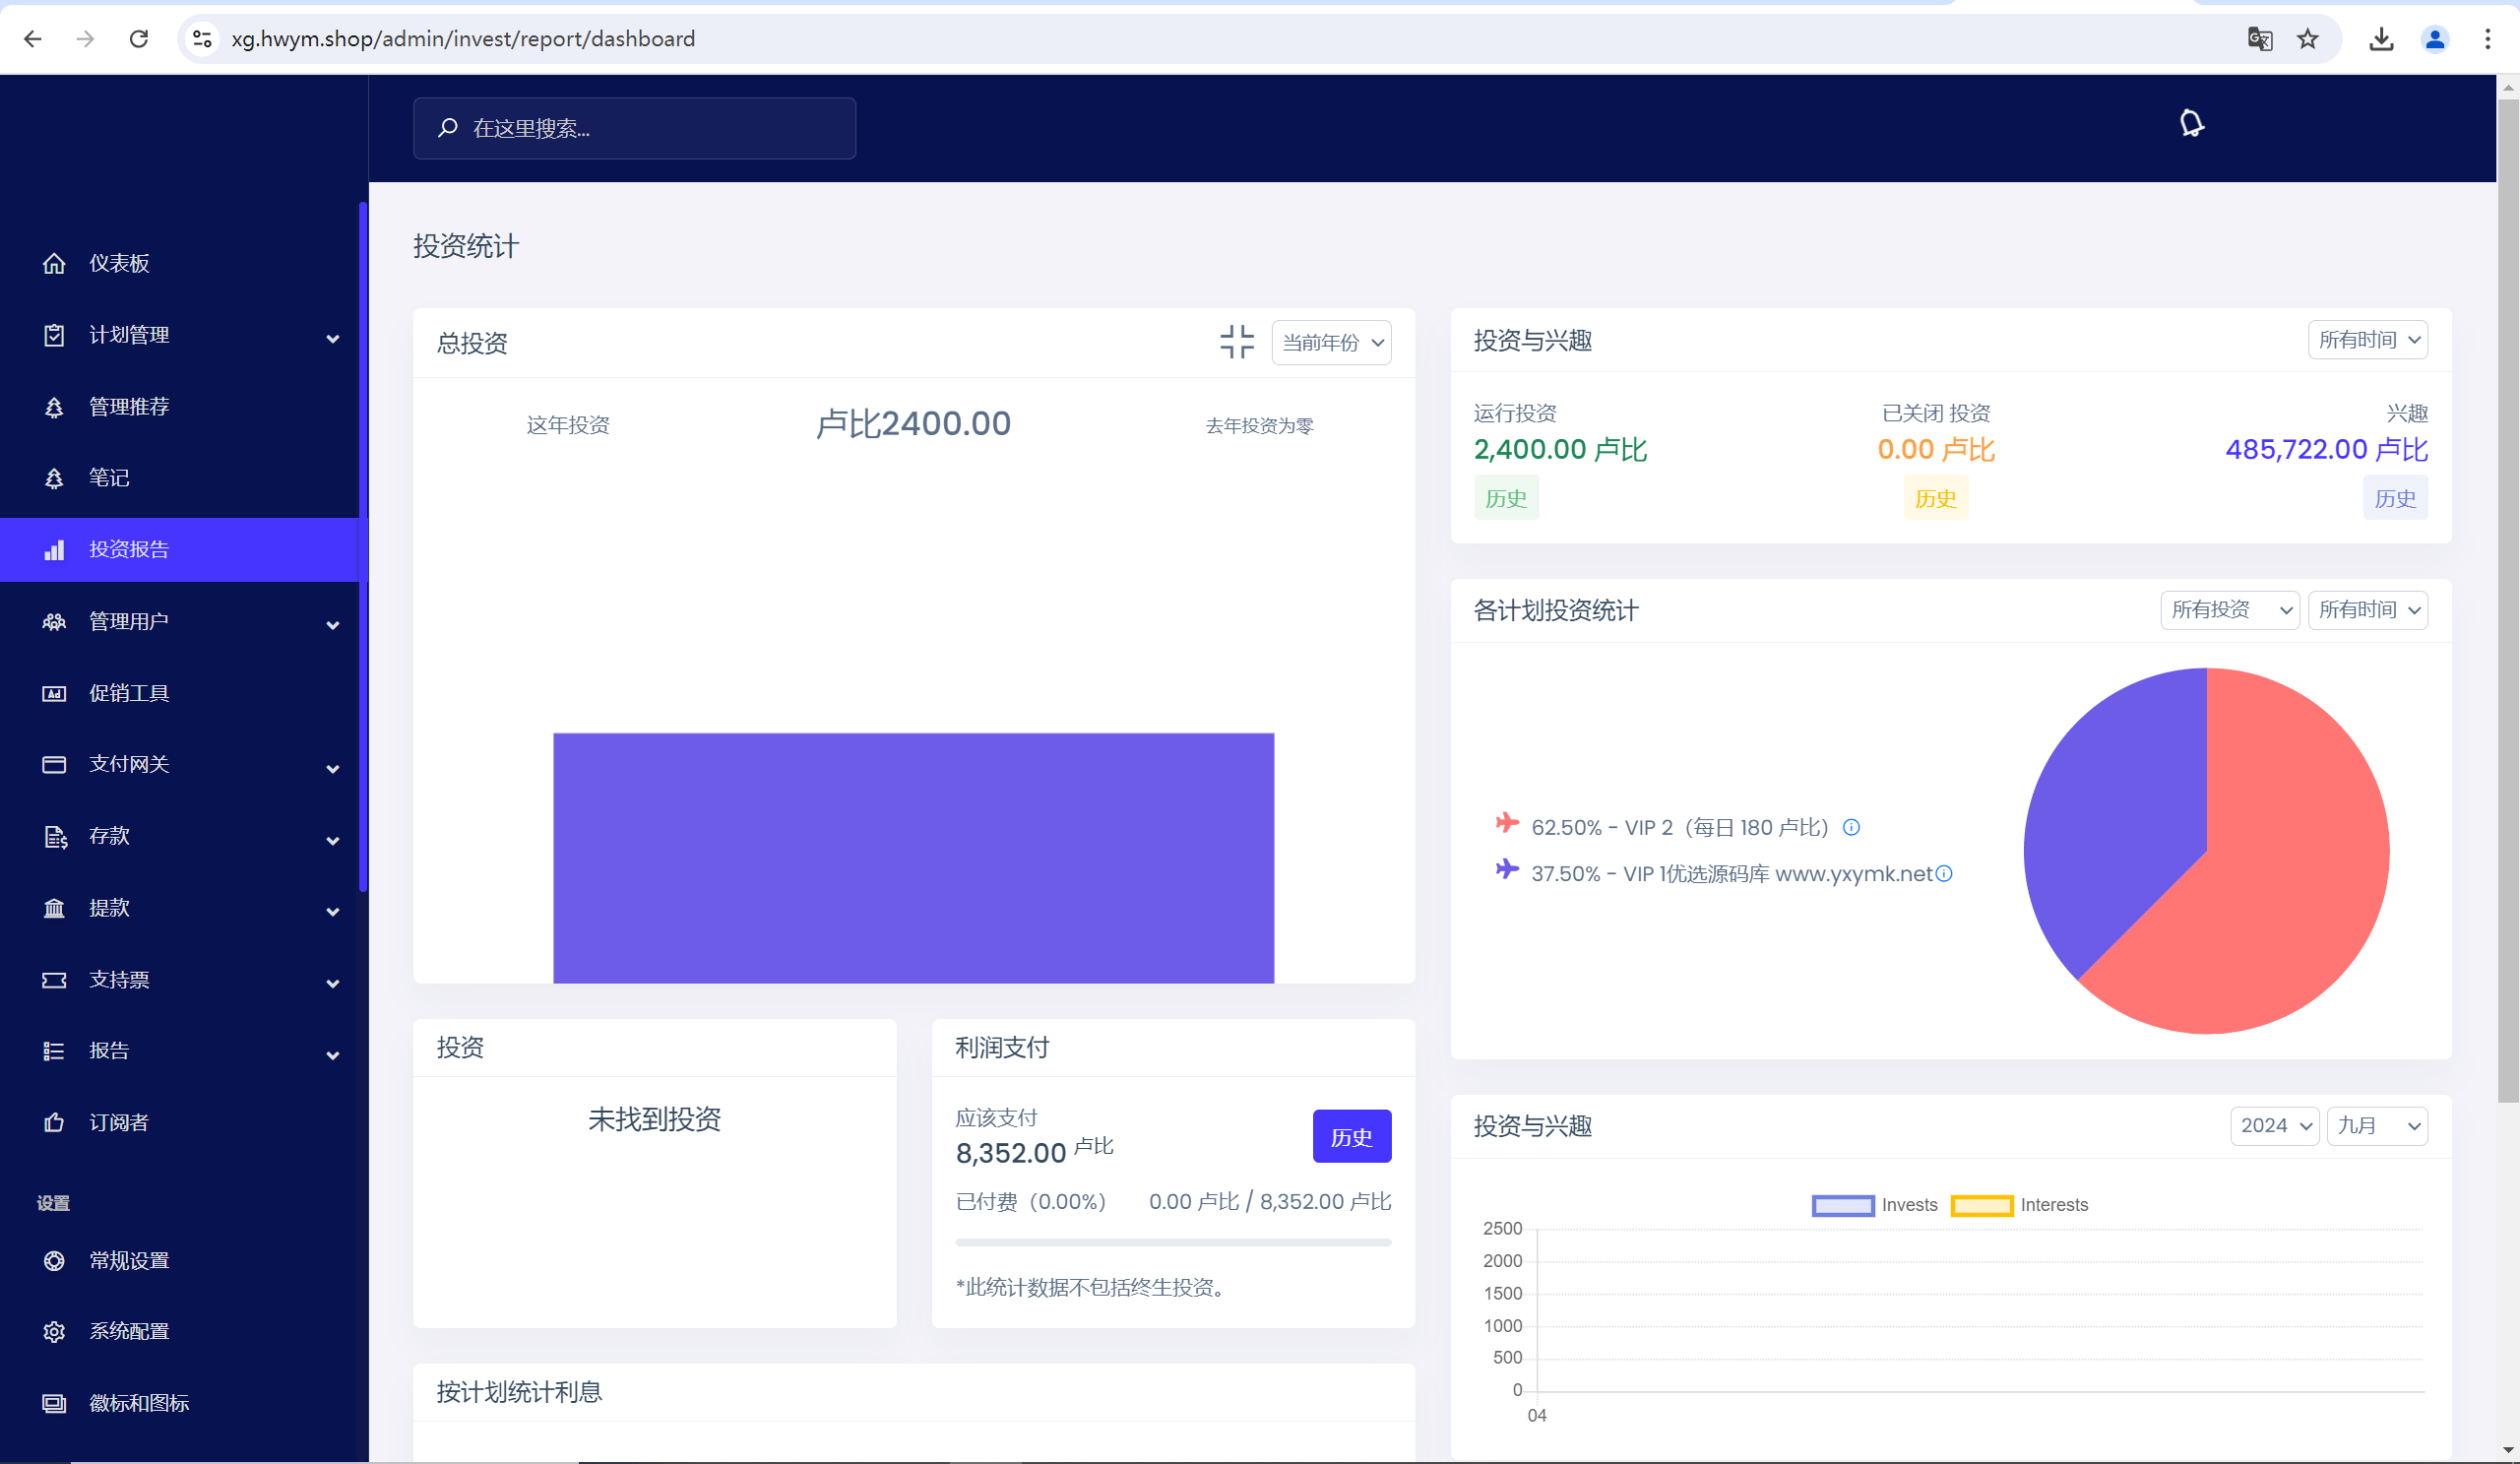 xg.hwym.shop/admin/invest/report/dashboard
在这里搜索...
仪表板
计划管理
管理推荐
笔记
投资报告
管理用户
促销工具
支付网关
存款
提款
支持票
报告
订阅者
设置
常规设置
系统配置
徽标和图标
投资统计
总投资
当前年份
这年投资
卢比2400.00
去年投资为零
投资
未找到投资
利润支付
应该支付
8,352.00 卢比
历史
已付费（0.00%） 0.00 卢比 / 8,352.00 卢比
*此统计数据不包括终生投资。
按计划统计利息
投资与兴趣
所有时间
运行投资 已关闭 投资 兴趣
2,400.00 卢比 0.00 卢比 485,722.00 卢比
历史 历史 历史
各计划投资统计
所有投资 所有时间
62.50% - VIP 2（每日 180 卢比）
37.50% - VIP 1优选源码库 www.yxymk.net
投资与兴趣
2024 九月
Invests Interests
2500
2000
1500
1000
500
0
04